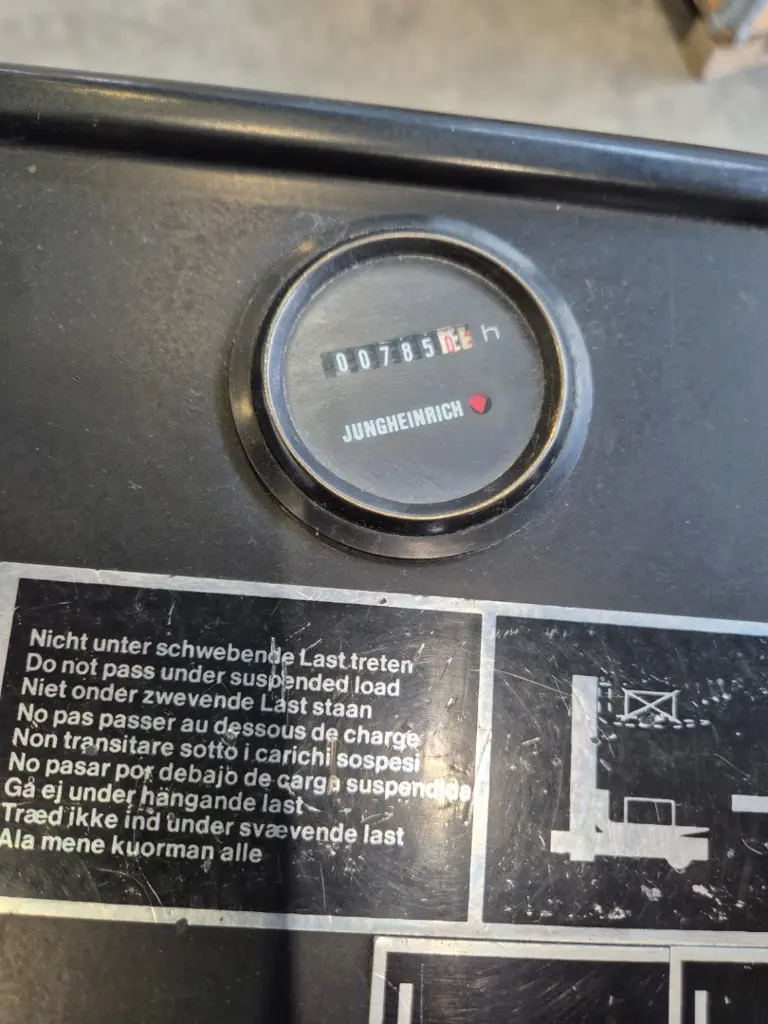 00785 h
JUNGHEINRICH
Nicht unter schwebende Last treten
Do not pass under suspended load
Niet onder zwevende Last staan
No pas passer au dessous de charge
Non transitare sotto i carichi sospesi
No pasar por debajo de carga suspendida
Gå ej under hängande last
Træd ikke ind under svævende last
Ala mene kuorman alle